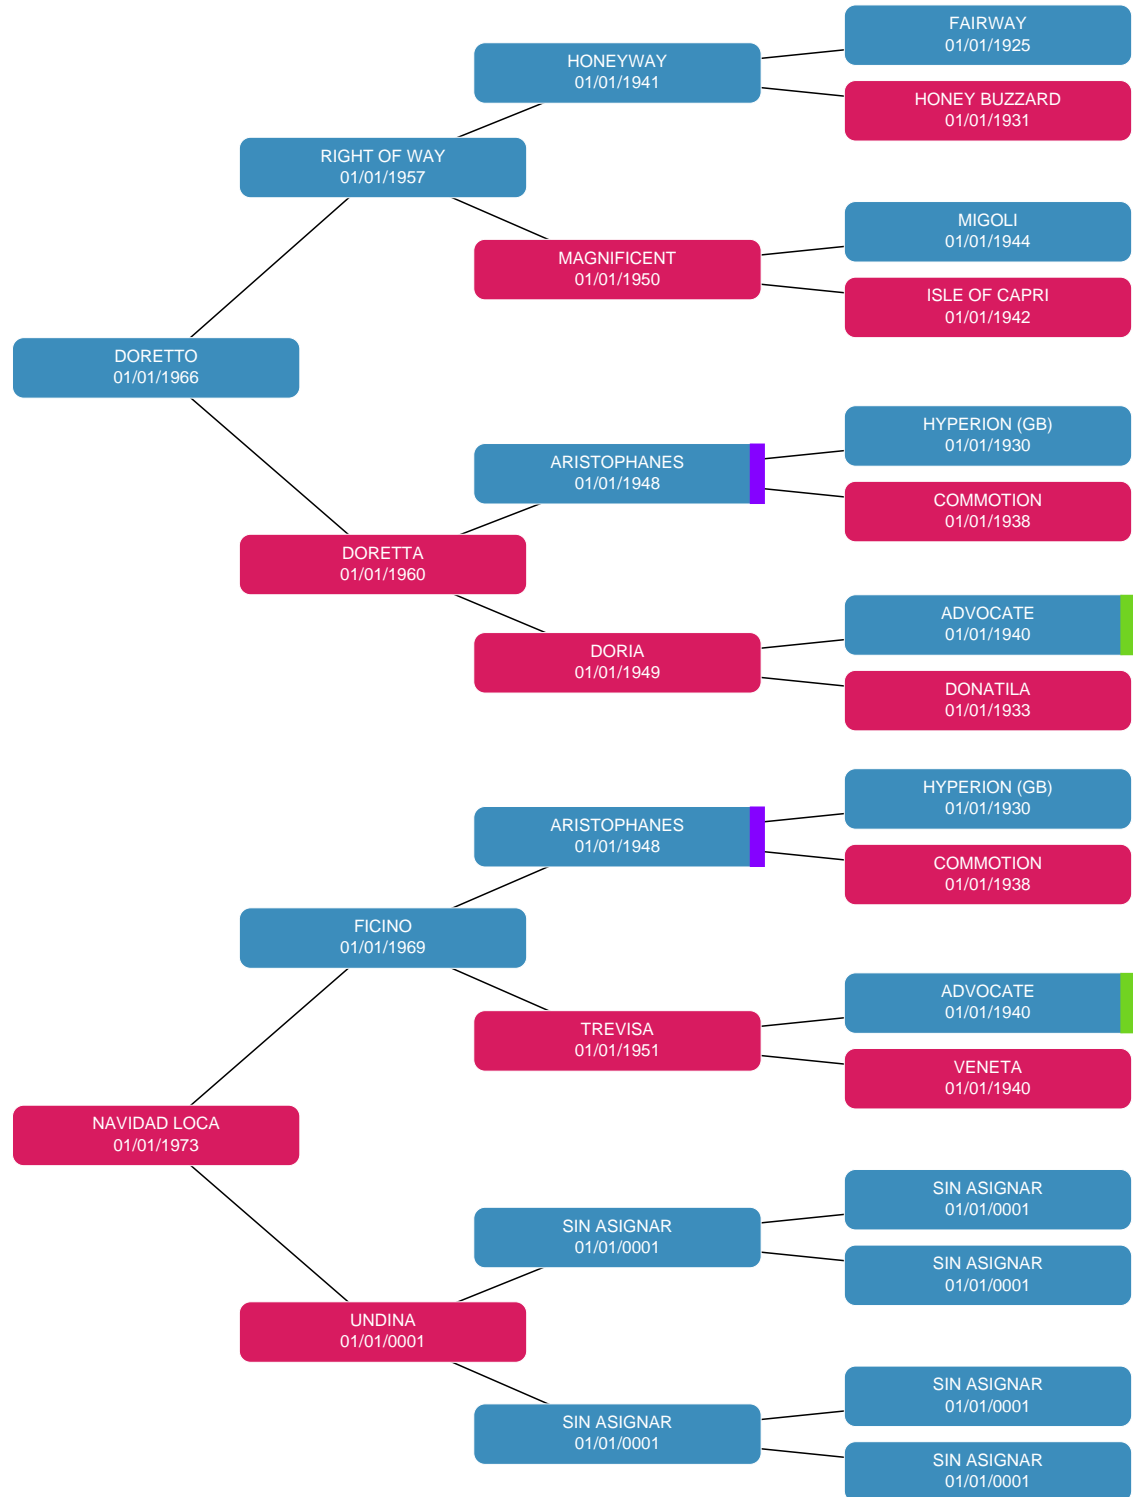 FAIRWAY
01/01/1925
HONEYWAY
01/01/1941
HONEY BUZZARD
01/01/1931
RIGHT OF WAY
01/01/1957
MIGOLI
01/01/1944
MAGNIFICENT
01/01/1950
ISLE OF CAPRI
01/01/1942
DORETTO
01/01/1966
HYPERION (GB)
01/01/1930
ARISTOPHANES
01/01/1948
COMMOTION
01/01/1938
DORETTA
01/01/1960
ADVOCATE
01/01/1940
DORIA
01/01/1949
DONATILA
01/01/1933
HYPERION (GB)
01/01/1930
ARISTOPHANES
01/01/1948
COMMOTION
01/01/1938
FICINO
01/01/1969
ADVOCATE
01/01/1940
TREVISA
01/01/1951
VENETA
01/01/1940
NAVIDAD LOCA
01/01/1973
SIN ASIGNAR
01/01/0001
SIN ASIGNAR
01/01/0001
SIN ASIGNAR
01/01/0001
UNDINA
01/01/0001
SIN ASIGNAR
01/01/0001
SIN ASIGNAR
01/01/0001
SIN ASIGNAR
01/01/0001